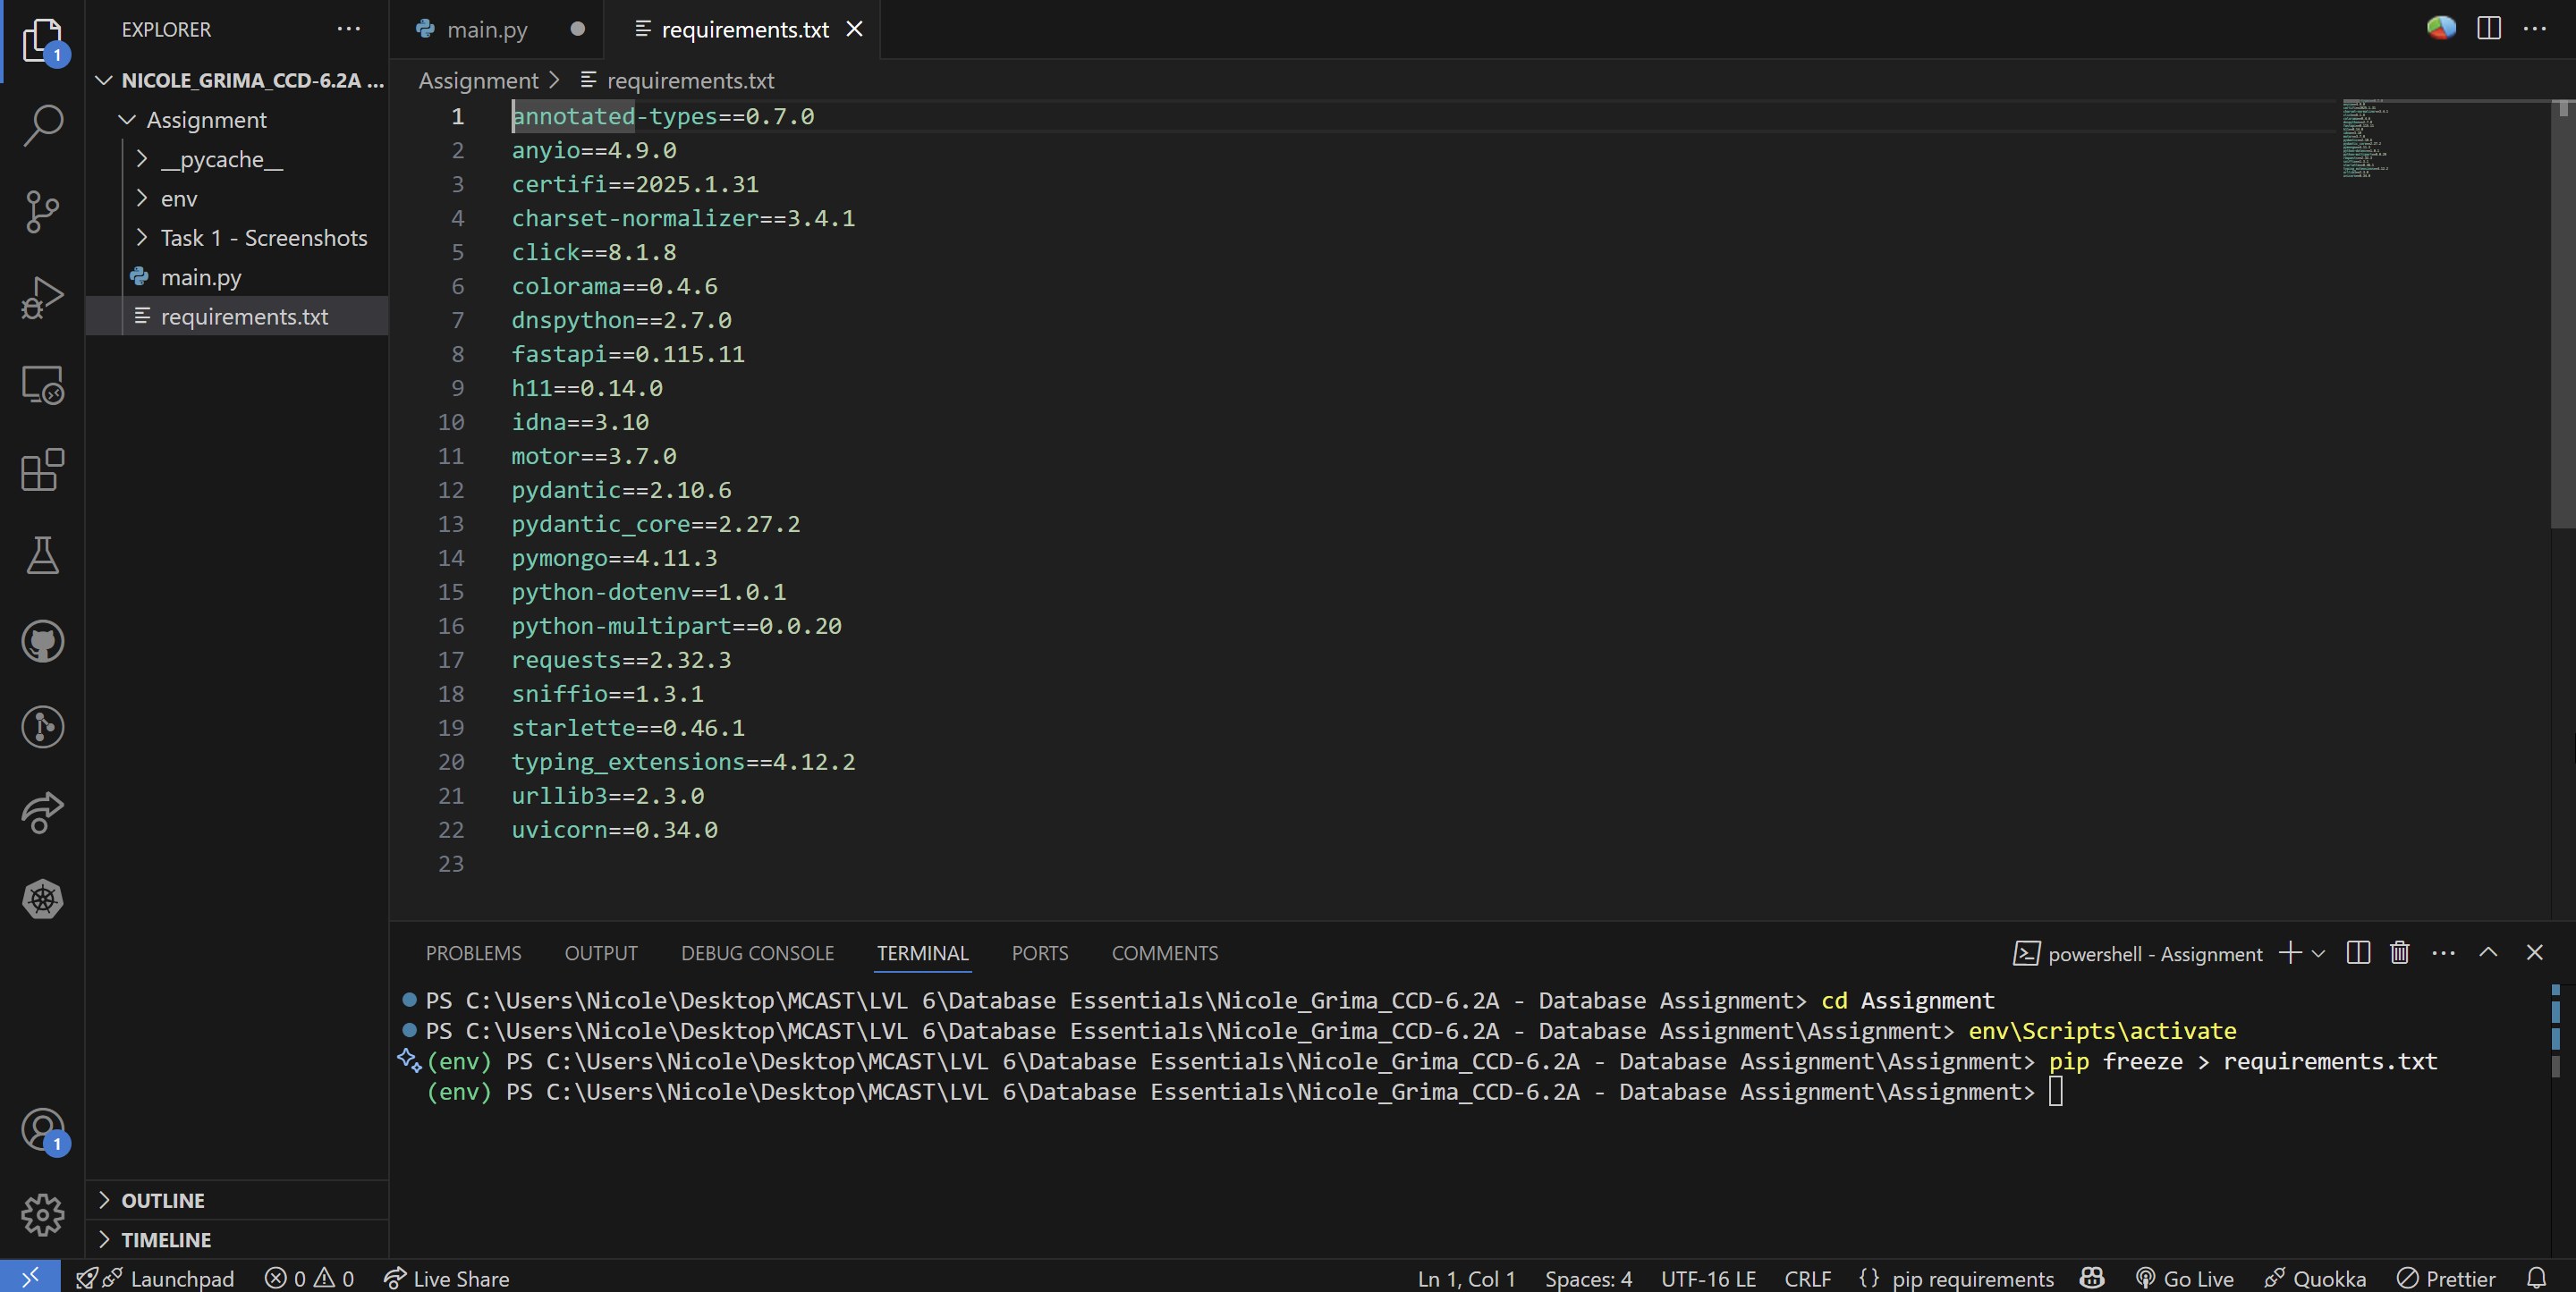 EXPLORER
main.py
requirements.txt
NICOLE_GRIMA_CCD-6.2A ...
Assignment
__pycache__
env
Task 1 - Screenshots
main.py
requirements.txt
Assignment > requirements.txt
1 annotated-types==0.7.0
2 anyio==4.9.0
3 certifi==2025.1.31
4 charset-normalizer==3.4.1
5 click==8.1.8
6 colorama==0.4.6
7 dnspython==2.7.0
8 fastapi==0.115.11
9 h11==0.14.0
10 idna==3.10
11 motor==3.7.0
12 pydantic==2.10.6
13 pydantic_core==2.27.2
14 pymongo==4.11.3
15 python-dotenv==1.0.1
16 python-multipart==0.0.20
17 requests==2.32.3
18 sniffio==1.3.1
19 starlette==0.46.1
20 typing_extensions==4.12.2
21 urllib3==2.3.0
22 uvicorn==0.34.0
23
PROBLEMS OUTPUT DEBUG CONSOLE TERMINAL PORTS COMMENTS
powershell - Assignment
PS C:\Users\Nicole\Desktop\MCAST\LVL 6\Database Essentials\Nicole_Grima_CCD-6.2A - Database Assignment> cd Assignment
PS C:\Users\Nicole\Desktop\MCAST\LVL 6\Database Essentials\Nicole_Grima_CCD-6.2A - Database Assignment\Assignment> env\Scripts\activate
(env) PS C:\Users\Nicole\Desktop\MCAST\LVL 6\Database Essentials\Nicole_Grima_CCD-6.2A - Database Assignment\Assignment> pip freeze > requirements.txt
(env) PS C:\Users\Nicole\Desktop\MCAST\LVL 6\Database Essentials\Nicole_Grima_CCD-6.2A - Database Assignment\Assignment>
1
1
OUTLINE
TIMELINE
Launchpad 0 0 Live Share Ln 1, Col 1 Spaces: 4 UTF-16 LE CRLF {} pip requirements Go Live Quokka Prettier